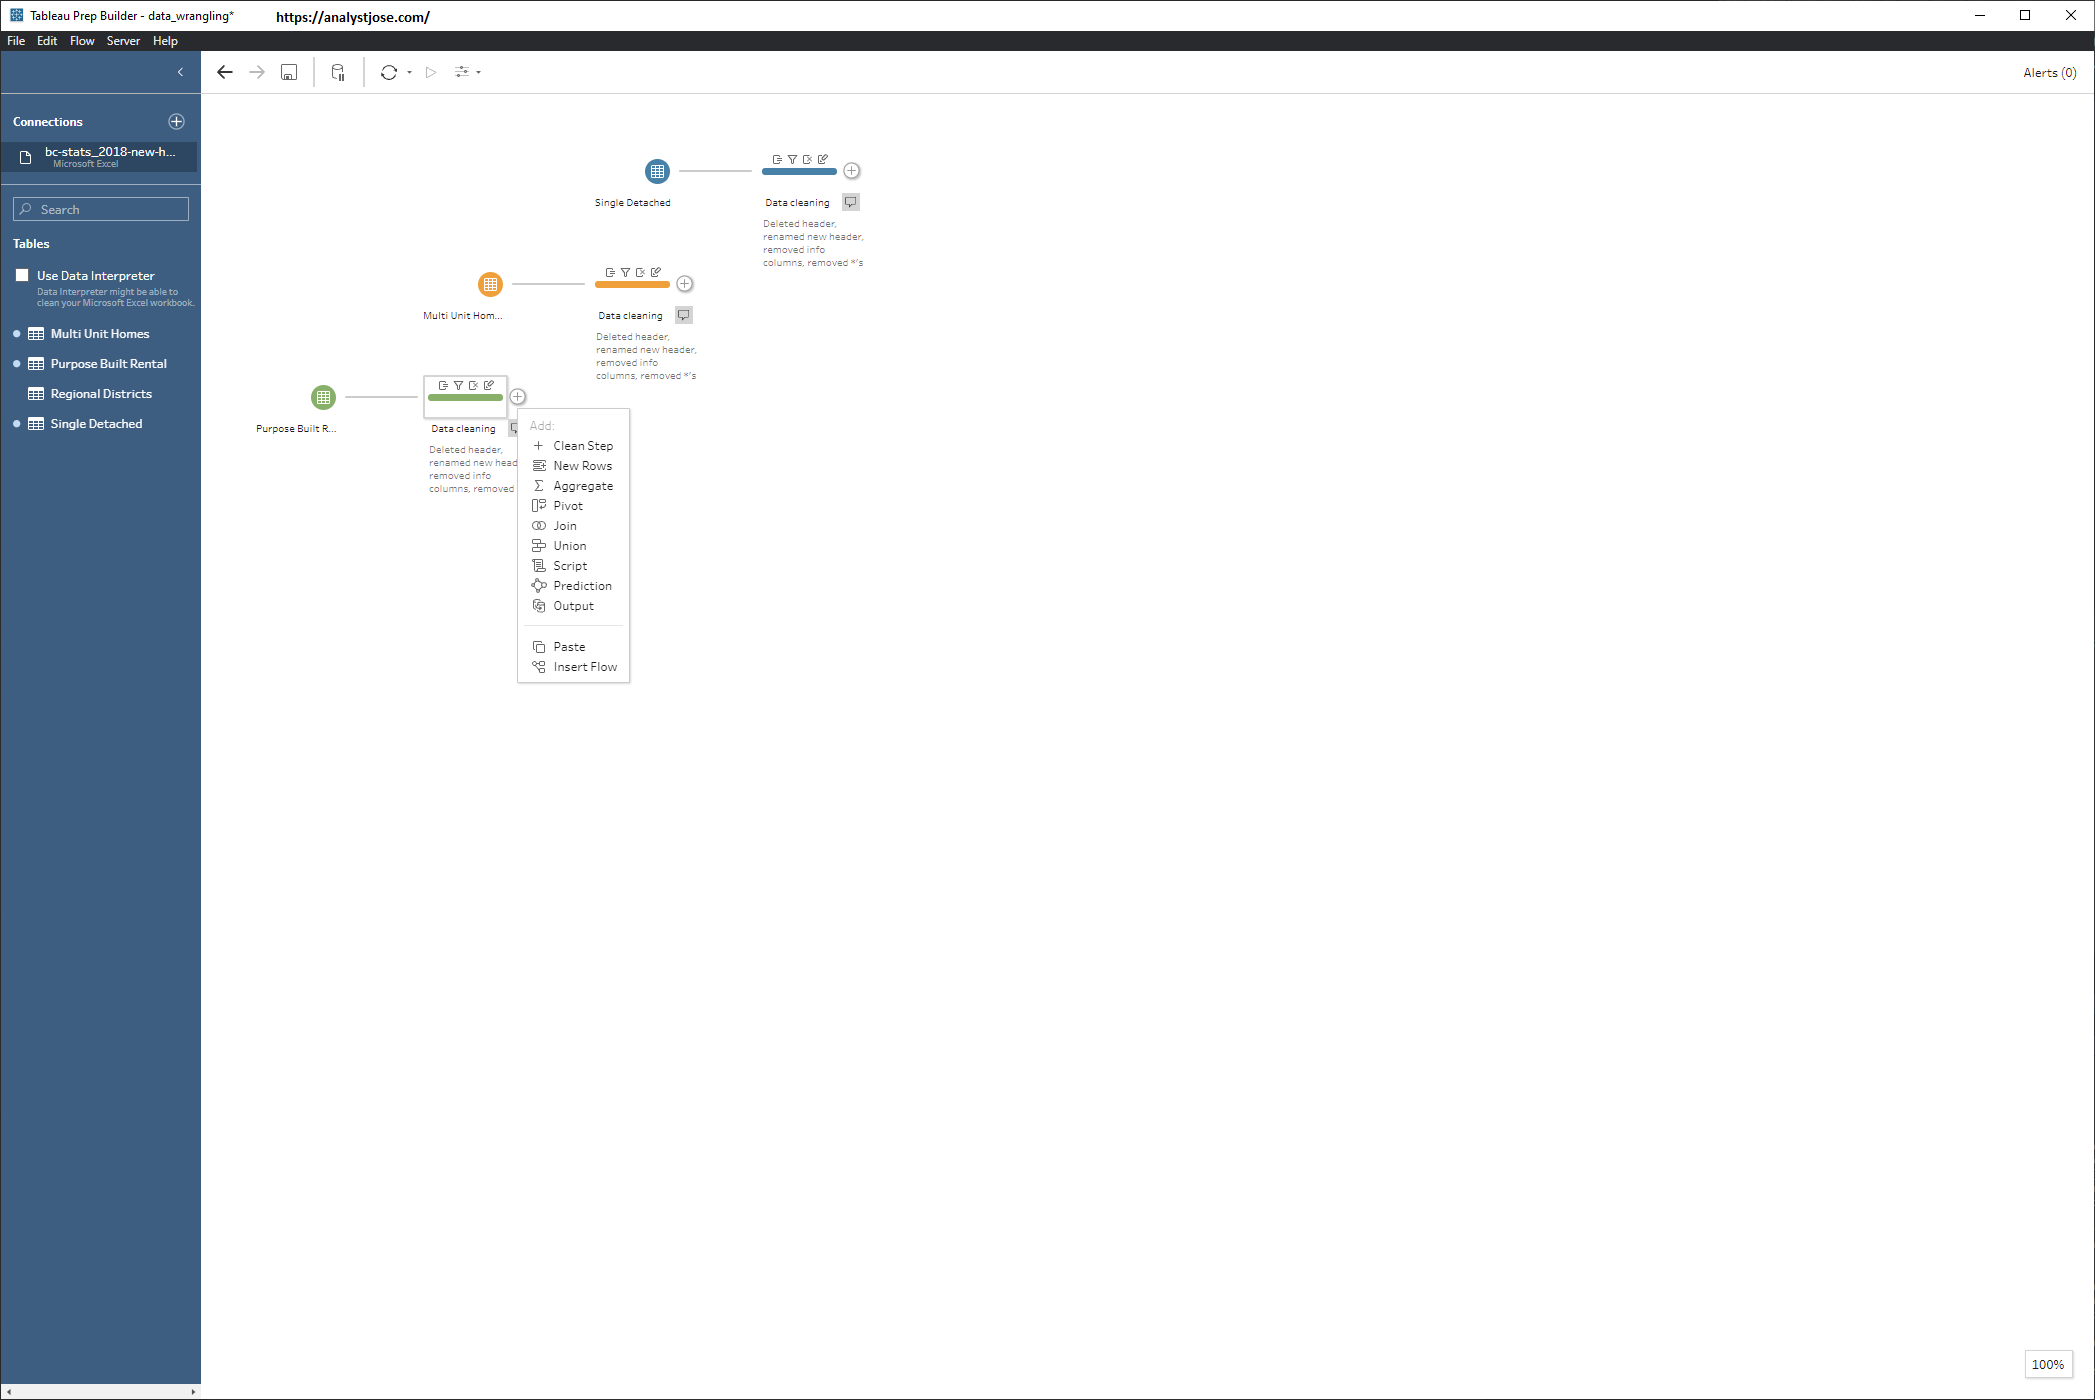 Tableau Prep Builder - data_wrangling*
https://analystjose.com/
File Edit Flow Server Help
Alerts (0)
Connections
bc-stats_2018-new-h...
Microsoft Excel
Search
Tables
Use Data Interpreter
Data Interpreter might be able to
clean your Microsoft Excel workbook.
Multi Unit Homes
Purpose Built Rental
Regional Districts
Single Detached
Single Detached
Data cleaning
Deleted header,
renamed new header,
removed info
columns, removed *'s
Multi Unit Hom...
Data cleaning
Deleted header,
renamed new header,
removed info
columns, removed *'s
Purpose Built R...
Data cleaning
Deleted header,
renamed new head
removed info
columns, removed
Add:
Clean Step
New Rows
Aggregate
Pivot
Join
Union
Script
Prediction
Output
Paste
Insert Flow
100%